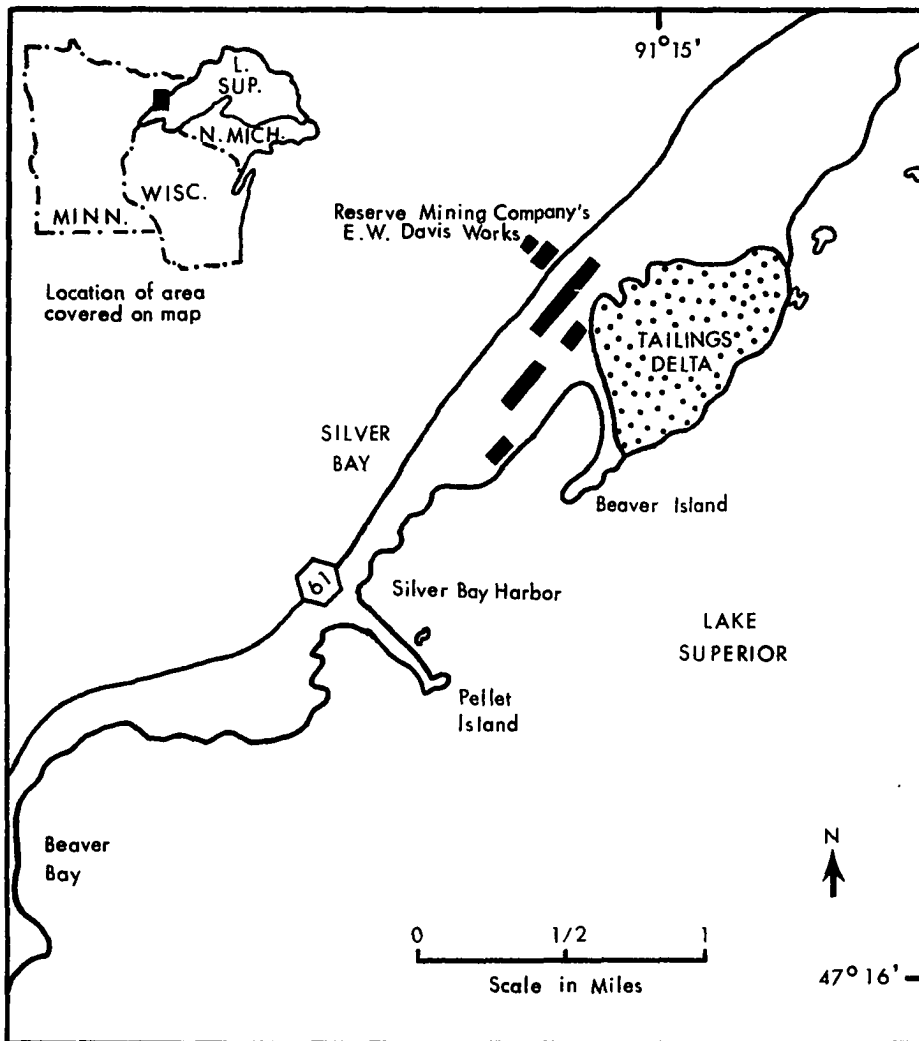 91°15'
L.
SUP.
N. MICH.
WISC.
MINN.
Location of area
covered on map
Reserve Mining Company's
E.W. Davis Works
TAILINGS
DELTA
SILVER
BAY
Beaver Island
61
Silver Bay Harbor
LAKE
SUPERIOR
Pellet
Island
Beaver
Bay
N
0 1/2 1
Scale in Miles
47°16'